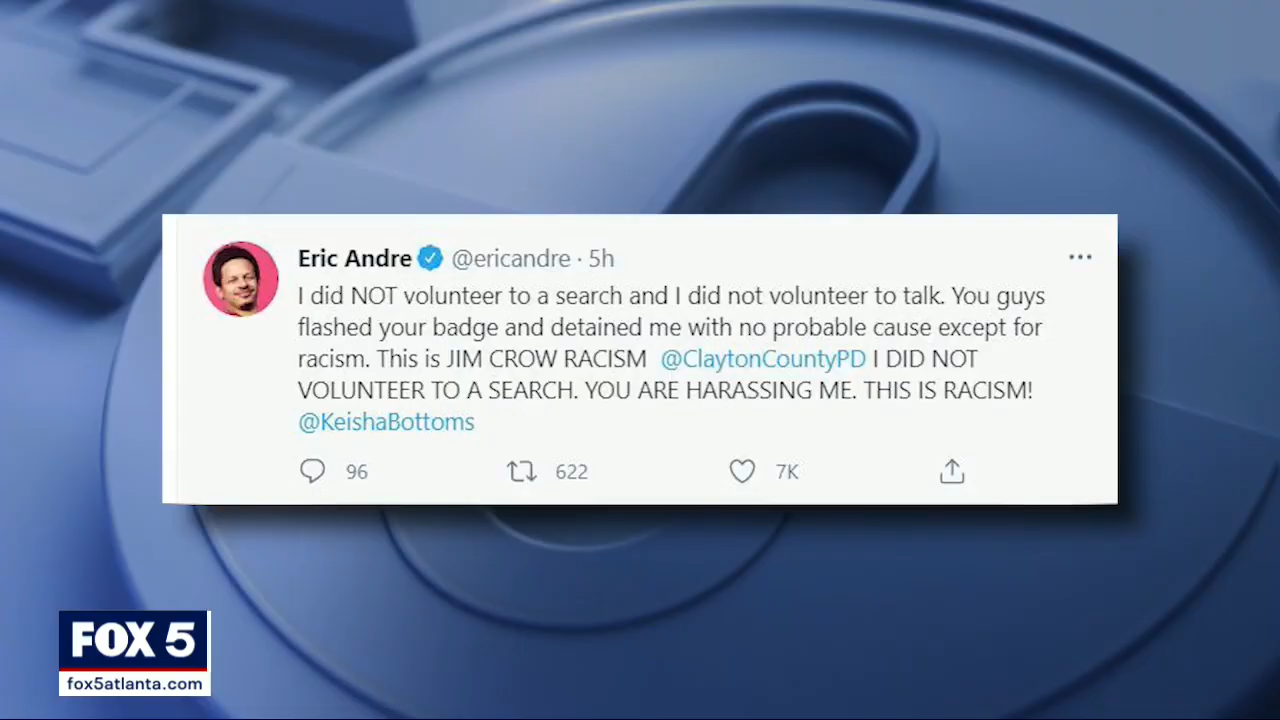 Eric Andre @ericandre · 5h
I did NOT volunteer to a search and I did not volunteer to talk. You guys
flashed your badge and detained me with no probable cause except for
racism. This is JIM CROW RACISM @ClaytonCountyPD I DID NOT
VOLUNTEER TO A SEARCH. YOU ARE HARASSING ME. THIS IS RACISM!
@KeishaBottoms
96 622 7K
FOX 5
fox5atlanta.com